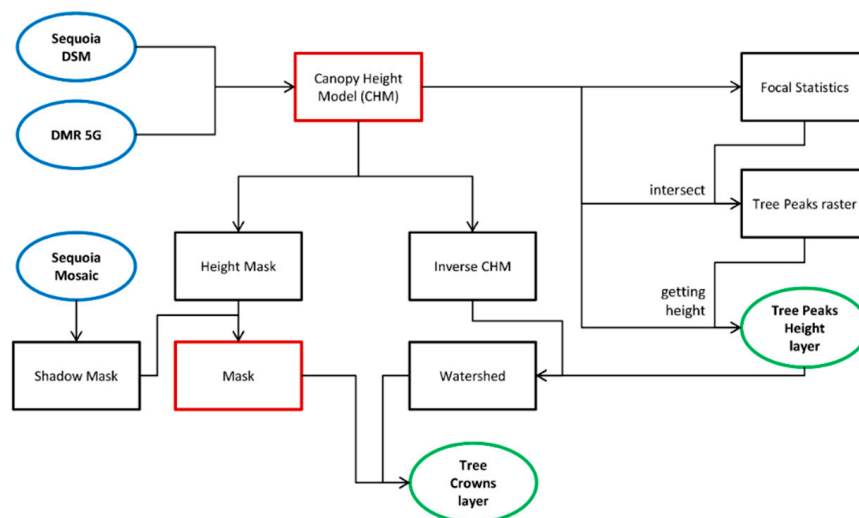 Sequoia
DSM
Canopy Height
Model (CHM)
Focal Statistics
DMR 5G
intersect
Tree Peaks raster
Sequoia
Mosaic
Height Mask
Inverse CHM
getting
height
Tree Peaks
Height
layer
Shadow Mask
Mask
Watershed
Tree
Crowns
layer